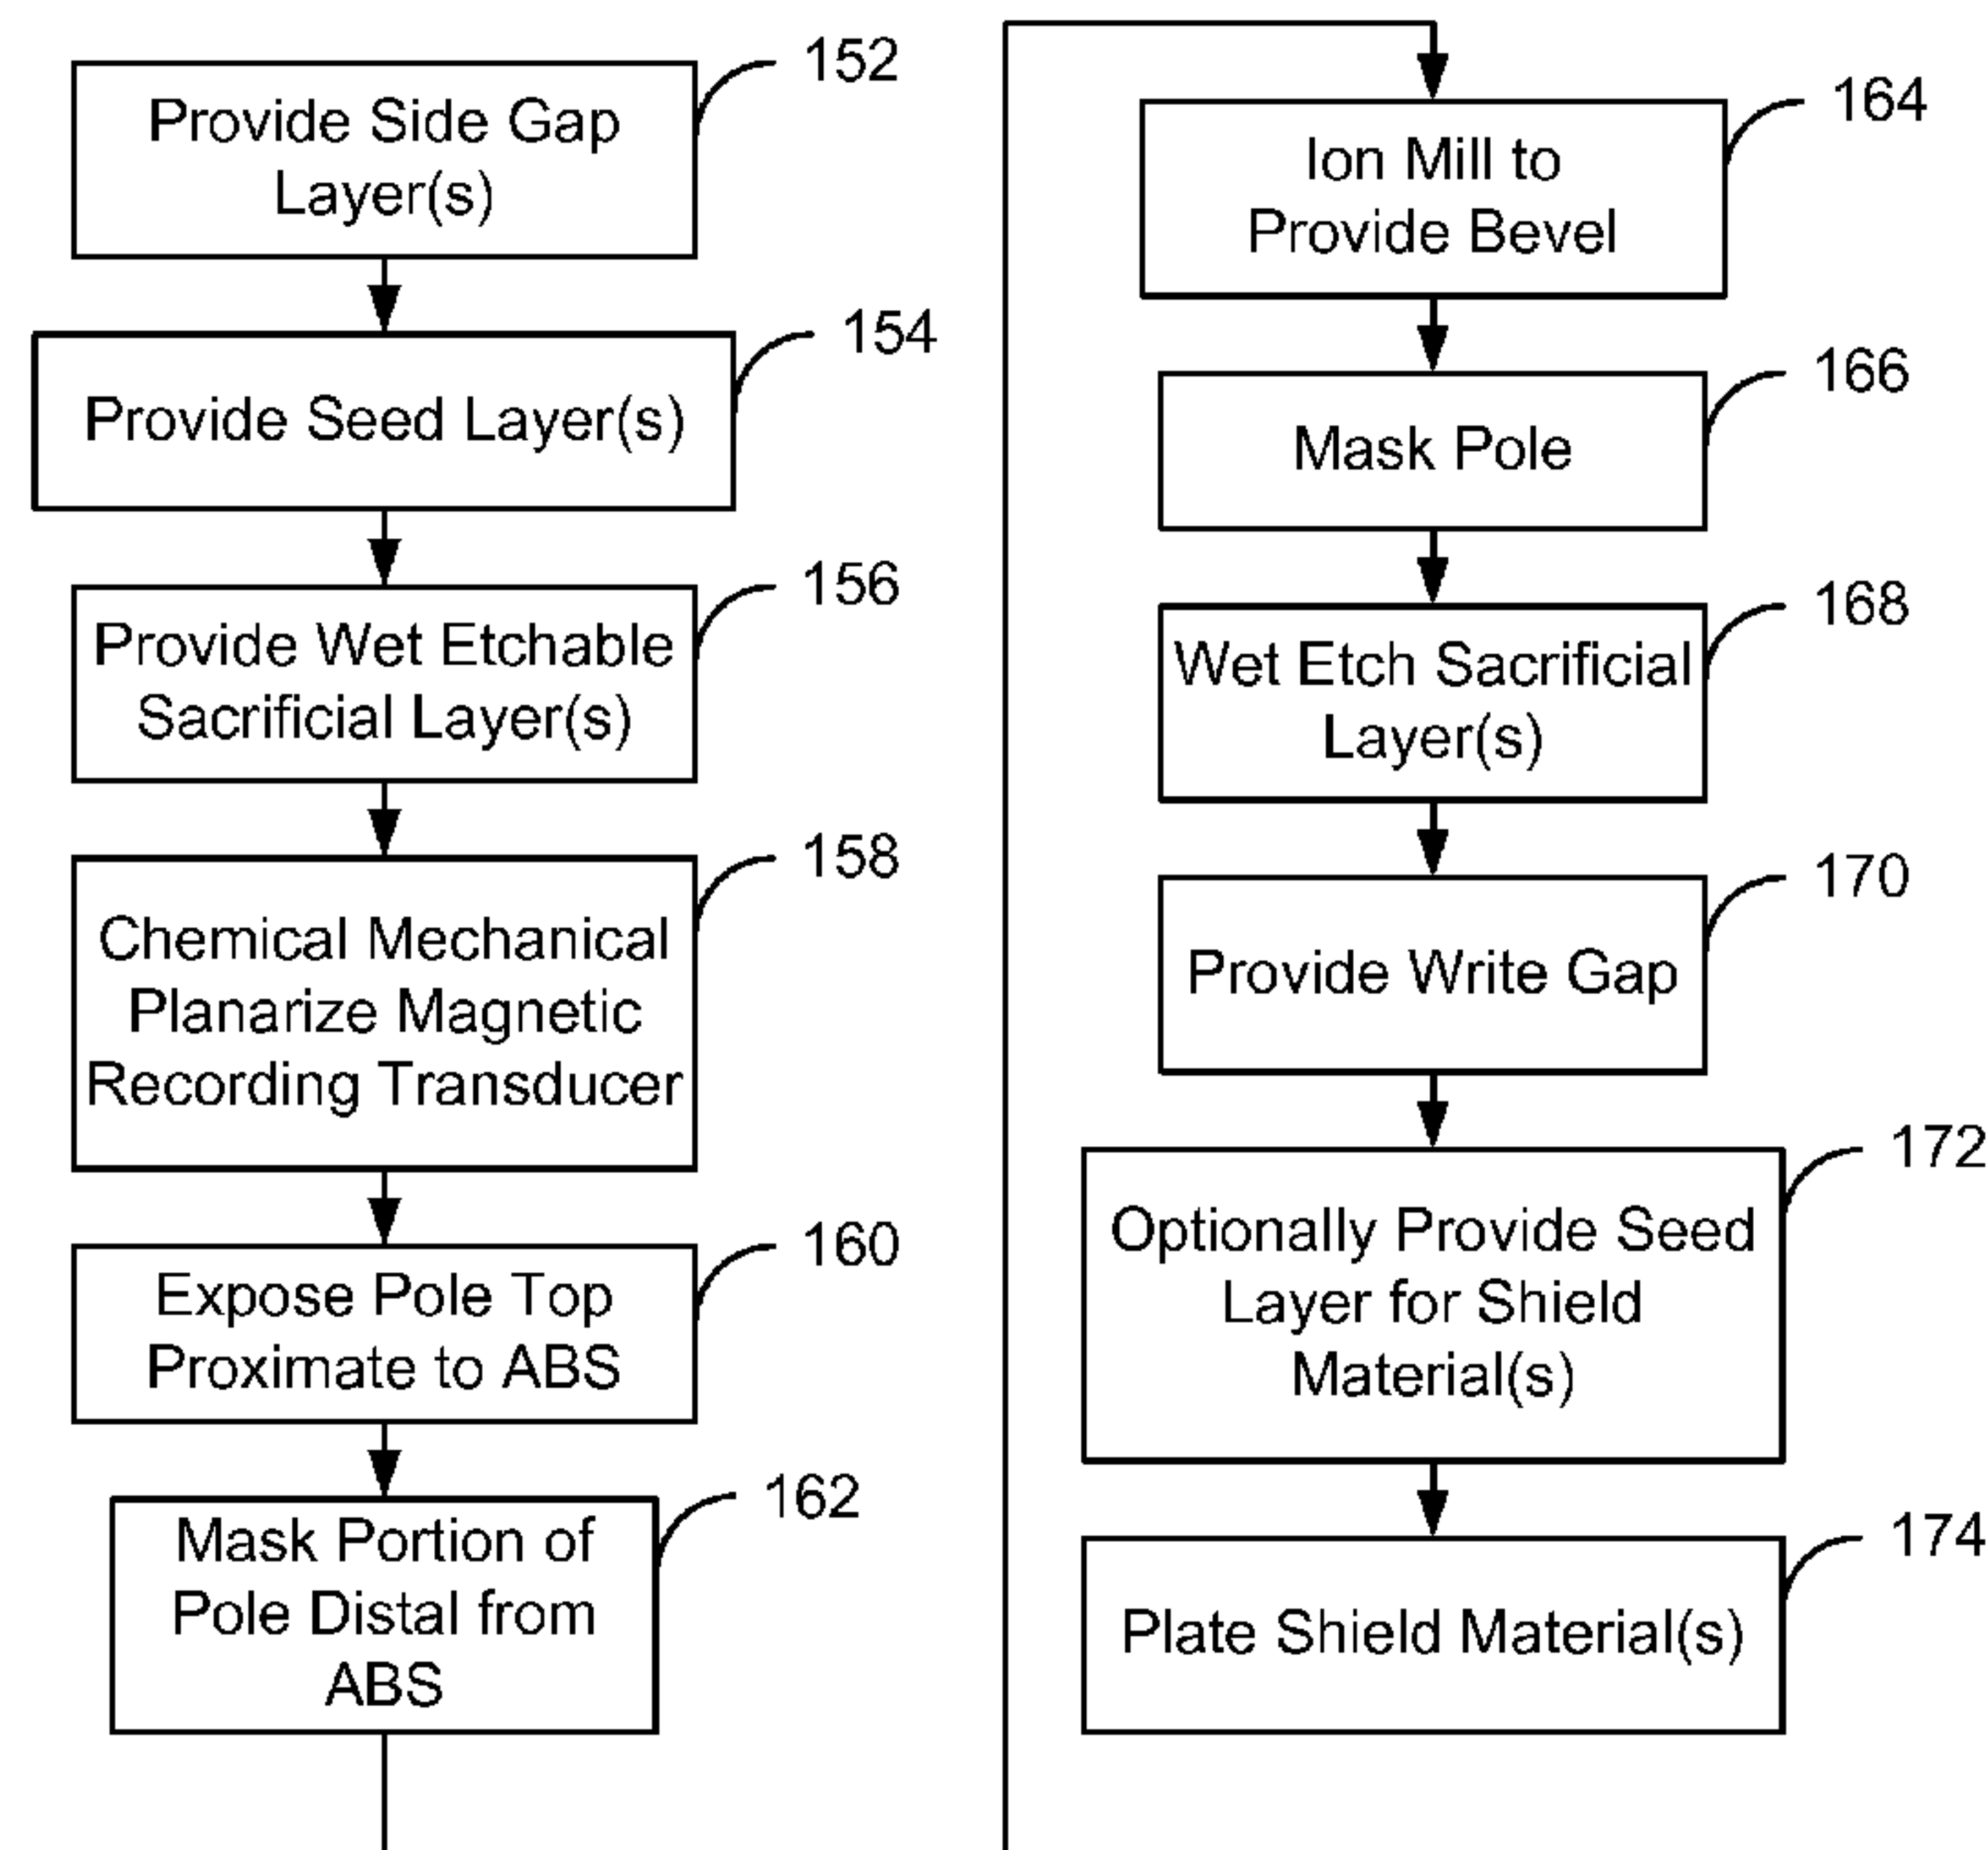 152
Provide Side Gap
Layer(s)
154
Provide Seed Layer(s)
156
Provide Wet Etchable
Sacrificial Layer(s)
158
Chemical Mechanical
Planarize Magnetic
Recording Transducer
160
Expose Pole Top
Proximate to ABS
162
Mask Portion of
Pole Distal from
ABS
164
Ion Mill to
Provide Bevel
166
Mask Pole
168
Wet Etch Sacrificial
Layer(s)
170
Provide Write Gap
172
Optionally Provide Seed
Layer for Shield
Material(s)
174
Plate Shield Material(s)